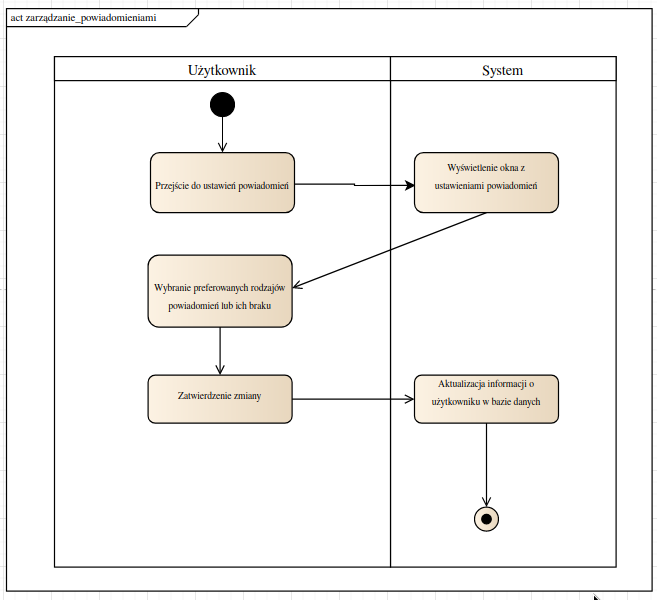 act zarządzanie_powiadomieniami
Użytkownik
System
Przejście do ustawień powiadomień
Wyświetlenie okna z
ustawieniami powiadomień
Wybranie preferowanych rodzajów
powiadomień lub ich braku
Zatwierdzenie zmiany
Aktualizacja informacji o
użytkowniku w bazie danych